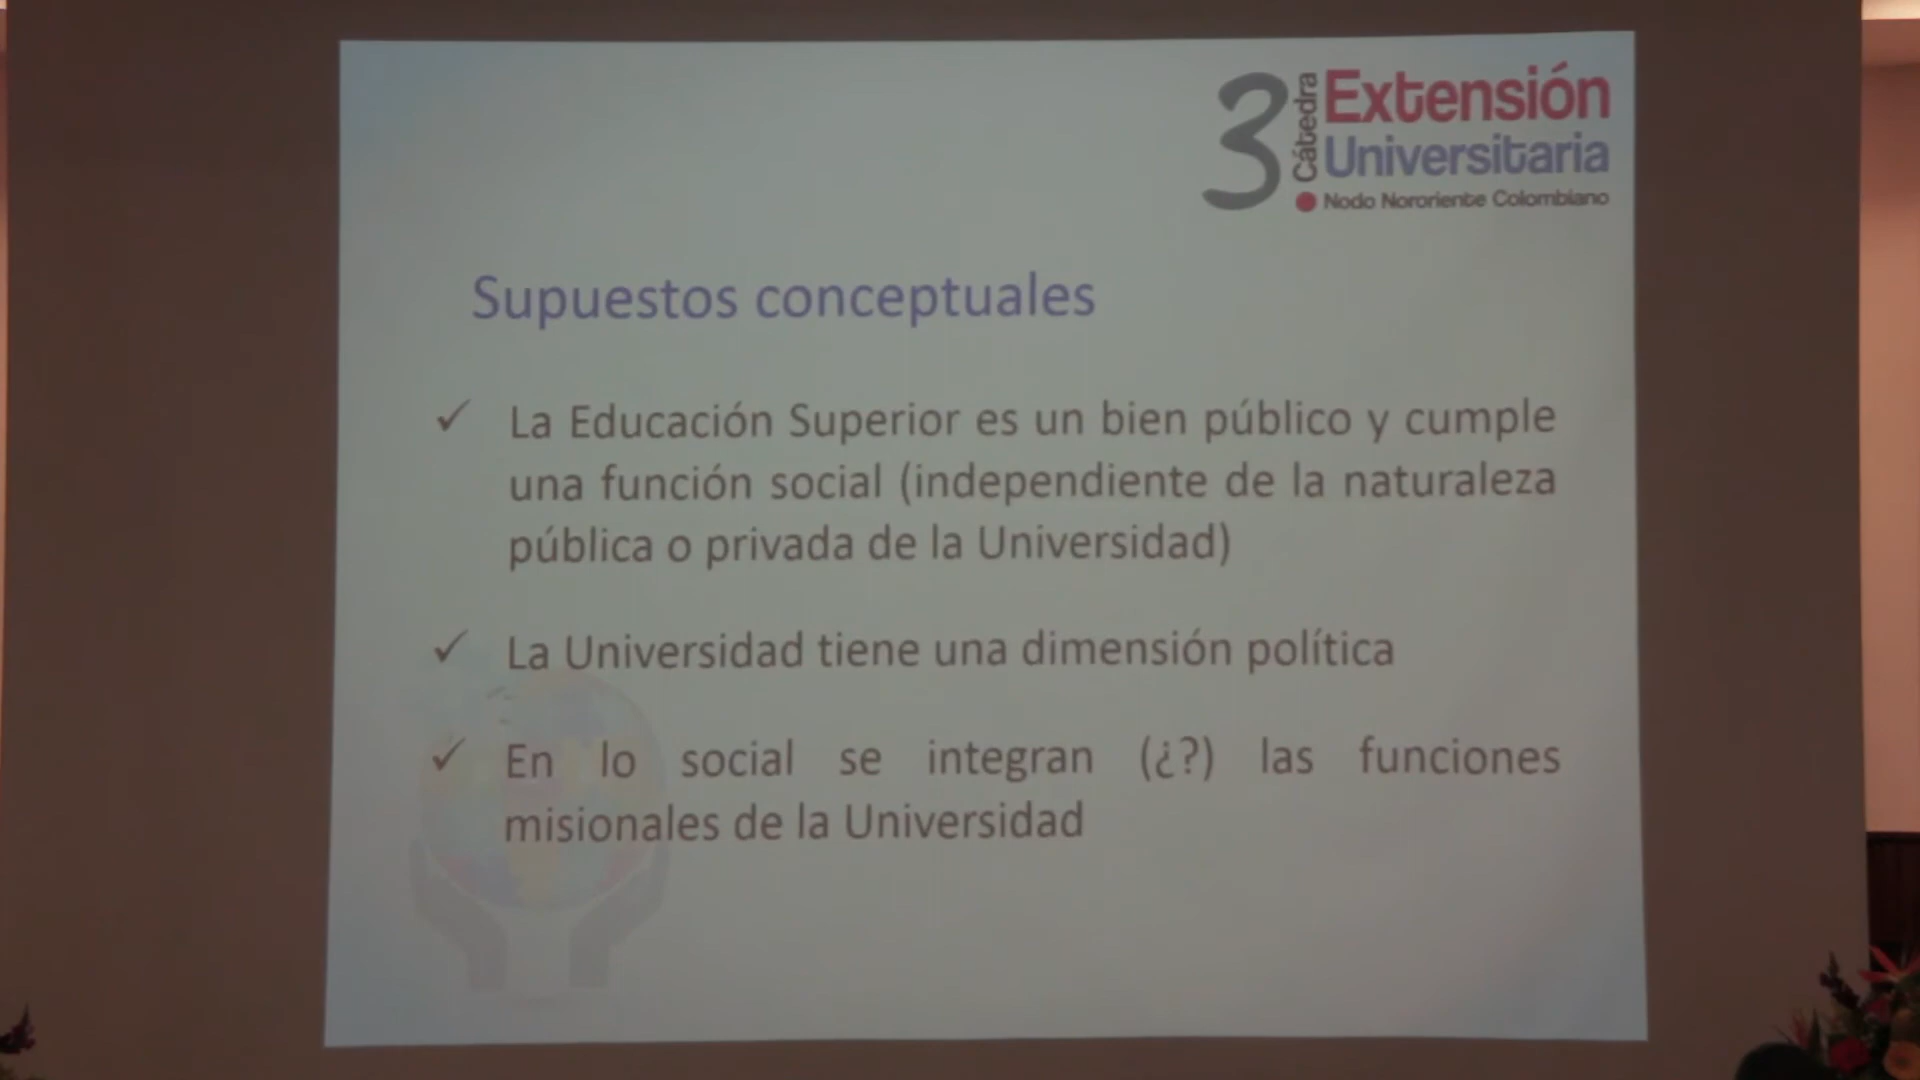 3 Cátedra
Extensión
Universitaria
Nodo Nororiente Colombiano
Supuestos conceptuales
✓ La Educación Superior es un bien público y cumple
una función social (independiente de la naturaleza
pública o privada de la Universidad)
✓ La Universidad tiene una dimensión política
✓ En lo social se integran (¿?) las funciones
misionales de la Universidad